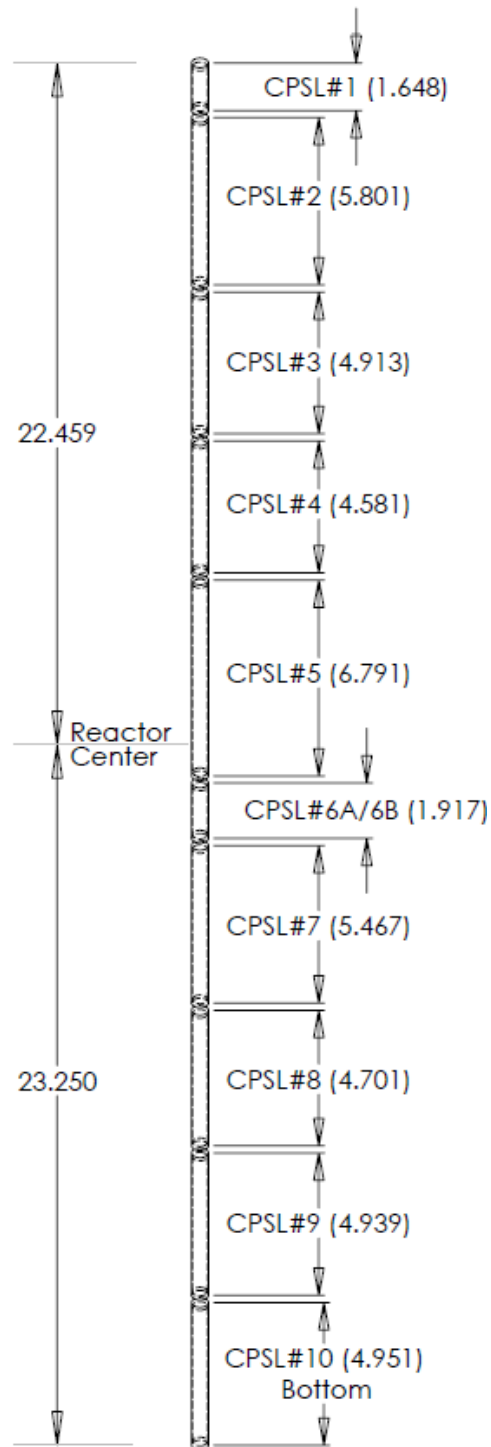 CPSL#1 (1.648)
CPSL#2 (5.801)
CPSL#3 (4.913)
22.459
CPSL#4 (4.581)
CPSL#5 (6.791)
Reactor
Center
CPSL#6A/6B (1.917)
CPSL#7 (5.467)
CPSL#8 (4.701)
23.250
CPSL#9 (4.939)
CPSL#10 (4.951)
Bottom